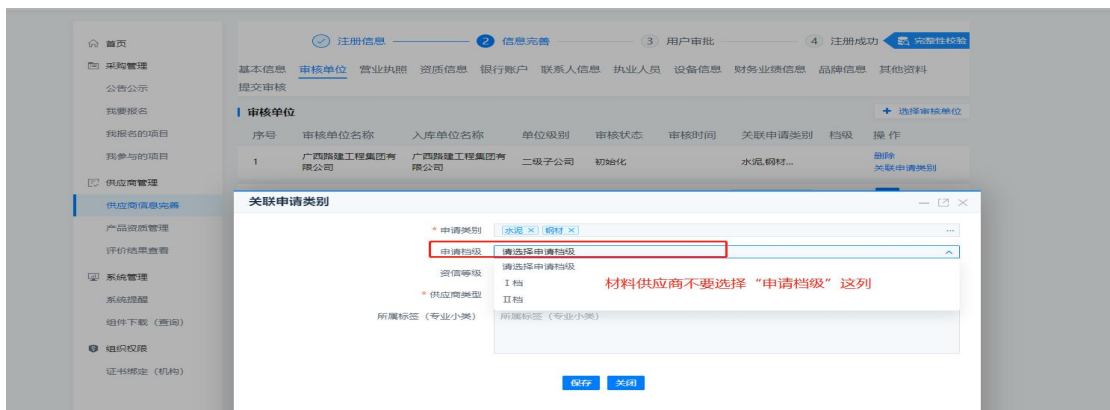 首页
采购管理
公告公示
我要报名
我报名的项目
我参与的项目
供应商管理
供应商信息完善
产品资质管理
评价结果查看
系统管理
系统提醒
组件下载（查询）
组织权限
证书绑定（机构）
注册信息 2 信息完善 3 用户审批 4 注册成功 完整性校验
基本信息 审核单位 营业执照 资质信息 银行账户 联系人信息 执业人员 设备信息 财务业绩信息 品牌信息 其他资料
提交审核
审核单位 + 选择审核单位
序号 审核单位名称 入库单位名称 单位级别 审核状态 审核时间 关联申请类别 档级 操作
1 广西路建工程集团有限公司 广西路建工程集团有限公司 二级子公司 初始化 水泥,钢材... 删除 关联申请类别
关联申请类别
* 申请类别 水泥 × 钢材 × ...
申请档级 请选择申请档级
资信等级 请选择申请档级
I 档
* 供应商类型 II档
材料供应商不要选择“申请档级”这列
所属标签（专业小类） 所属标签（专业小类）
保存 关闭